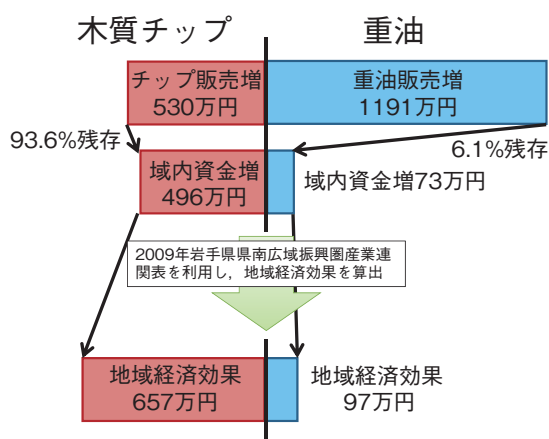 木質チップ
重油
チップ販売増
530万円
重油販売増
1191万円
93.6%残存
6.1%残存
域内資金増
496万円
域内資金増73万円
2009年岩手県県南広域振興圏産業連
関表を利用し，地域経済効果を算出
地域経済効果
657万円
地域経済効果
97万円